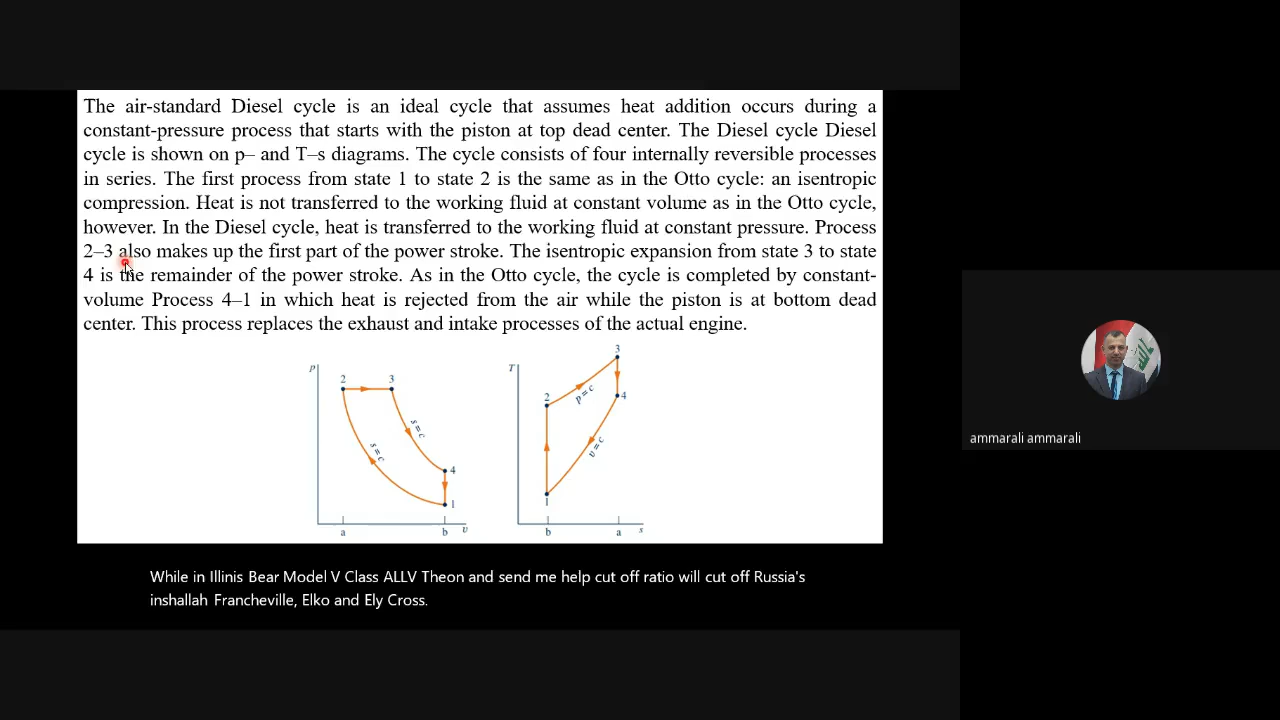 The air-standard Diesel cycle is an ideal cycle that assumes heat addition occurs during a
constant-pressure process that starts with the piston at top dead center. The Diesel cycle Diesel
cycle is shown on p– and T–s diagrams. The cycle consists of four internally reversible processes
in series. The first process from state 1 to state 2 is the same as in the Otto cycle: an isentropic
compression. Heat is not transferred to the working fluid at constant volume as in the Otto cycle,
however. In the Diesel cycle, heat is transferred to the working fluid at constant pressure. Process
2–3 also makes up the first part of the power stroke. The isentropic expansion from state 3 to state
4 is the remainder of the power stroke. As in the Otto cycle, the cycle is completed by constant-
volume Process 4–1 in which heat is rejected from the air while the piston is at bottom dead
center. This process replaces the exhaust and intake processes of the actual engine.
p
2
3
s = c
s = c
4
1
a
b
v
T
3
2
p = c
4
v = c
1
b
a
s
ammarali ammarali
While in Illinis Bear Model V Class ALLV Theon and send me help cut off ratio will cut off Russia's
inshallah Francheville, Elko and Ely Cross.